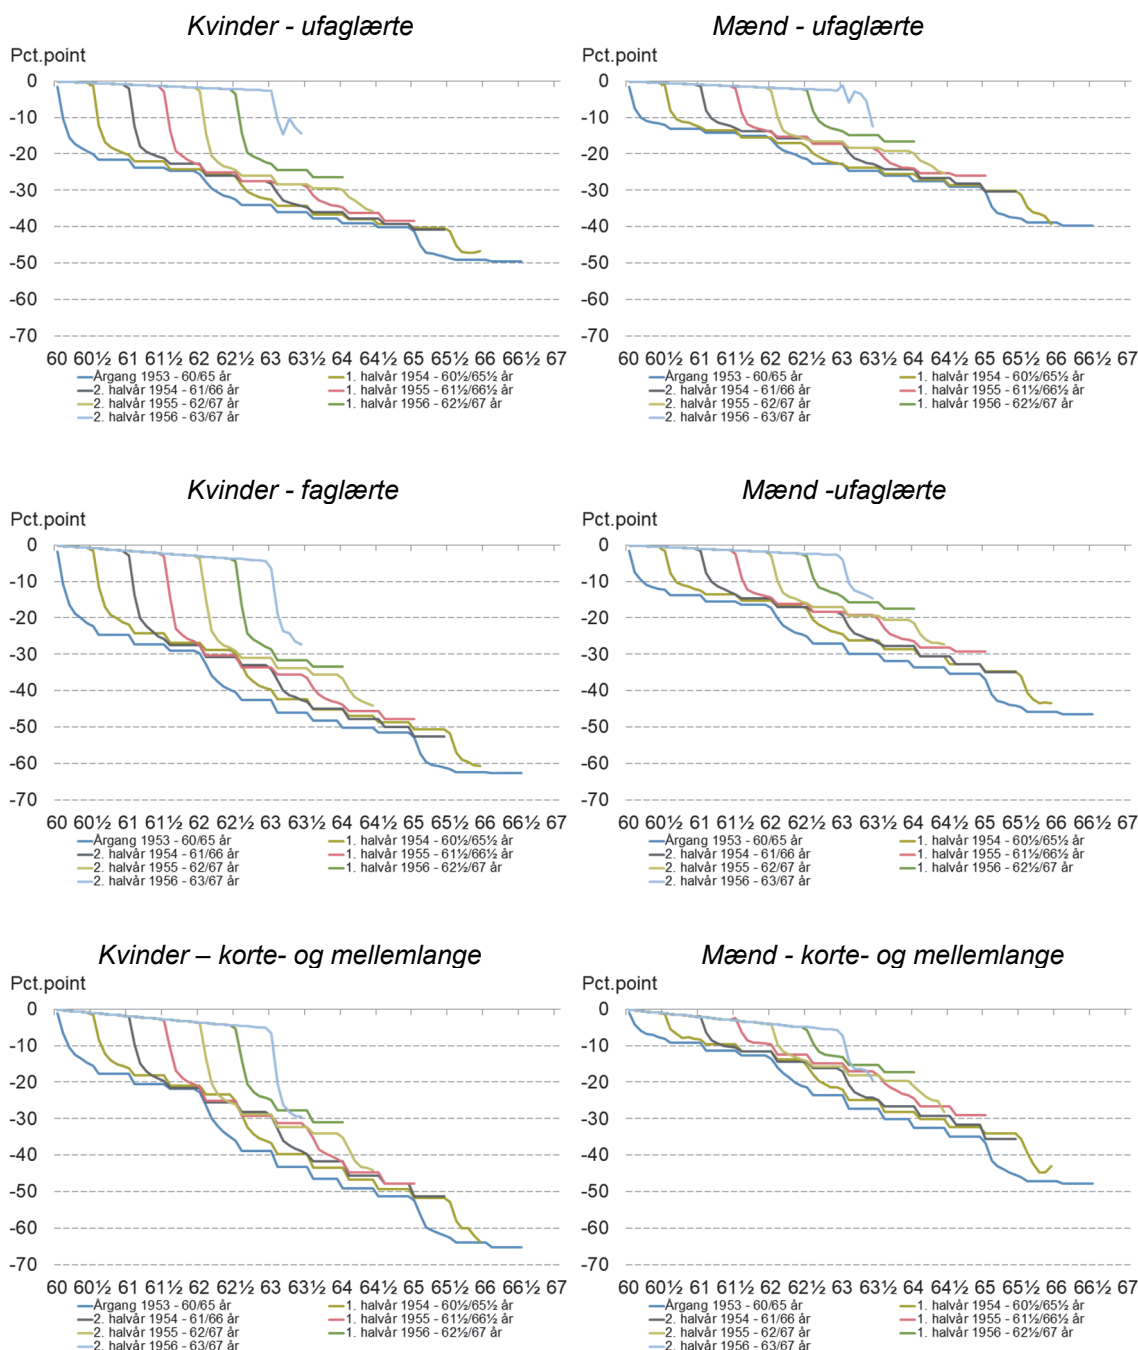 Kvinder - ufaglærte
Pct.point
0
-10
-20
-30
-40
-50
-60
-70
60 60½ 61 61½ 62 62½ 63 63½ 64 64½ 65 65½ 66 66½ 67
Årgang 1953 - 60/65 år
1. halvår 1954 - 60½/65½ år
2. halvår 1954 - 61/66 år
1. halvår 1955 - 61½/66½ år
2. halvår 1955 - 62/67 år
1. halvår 1956 - 62½/67 år
2. halvår 1956 - 63/67 år
Mænd - ufaglærte
Pct.point
0
-10
-20
-30
-40
-50
-60
-70
60 60½ 61 61½ 62 62½ 63 63½ 64 64½ 65 65½ 66 66½ 67
Årgang 1953 - 60/65 år
1. halvår 1954 - 60½/65½ år
2. halvår 1954 - 61/66 år
1. halvår 1955 - 61½/66½ år
2. halvår 1955 - 62/67 år
1. halvår 1956 - 62½/67 år
2. halvår 1956 - 63/67 år
Kvinder - faglærte
Pct.point
0
-10
-20
-30
-40
-50
-60
-70
60 60½ 61 61½ 62 62½ 63 63½ 64 64½ 65 65½ 66 66½ 67
Årgang 1953 - 60/65 år
1. halvår 1954 - 60½/65½ år
2. halvår 1954 - 61/66 år
1. halvår 1955 - 61½/66½ år
2. halvår 1955 - 62/67 år
1. halvår 1956 - 62½/67 år
2. halvår 1956 - 63/67 år
Mænd -ufaglærte
Pct.point
0
-10
-20
-30
-40
-50
-60
-70
60 60½ 61 61½ 62 62½ 63 63½ 64 64½ 65 65½ 66 66½ 67
Årgang 1953 - 60/65 år
1. halvår 1954 - 60½/65½ år
2. halvår 1954 - 61/66 år
1. halvår 1955 - 61½/66½ år
2. halvår 1955 - 62/67 år
1. halvår 1956 - 62½/67 år
2. halvår 1956 - 63/67 år
Kvinder – korte- og mellemlange
Pct.point
0
-10
-20
-30
-40
-50
-60
-70
60 60½ 61 61½ 62 62½ 63 63½ 64 64½ 65 65½ 66 66½ 67
Årgang 1953 - 60/65 år
1. halvår 1954 - 60½/65½ år
2. halvår 1954 - 61/66 år
1. halvår 1955 - 61½/66½ år
2. halvår 1955 - 62/67 år
1. halvår 1956 - 62½/67 år
2. halvår 1956 - 63/67 år
Mænd - korte- og mellemlange
Pct.point
0
-10
-20
-30
-40
-50
-60
-70
60 60½ 61 61½ 62 62½ 63 63½ 64 64½ 65 65½ 66 66½ 67
Årgang 1953 - 60/65 år
1. halvår 1954 - 60½/65½ år
2. halvår 1954 - 61/66 år
1. halvår 1955 - 61½/66½ år
2. halvår 1955 - 62/67 år
1. halvår 1956 - 62½/67 år
2. halvår 1956 - 63/67 år